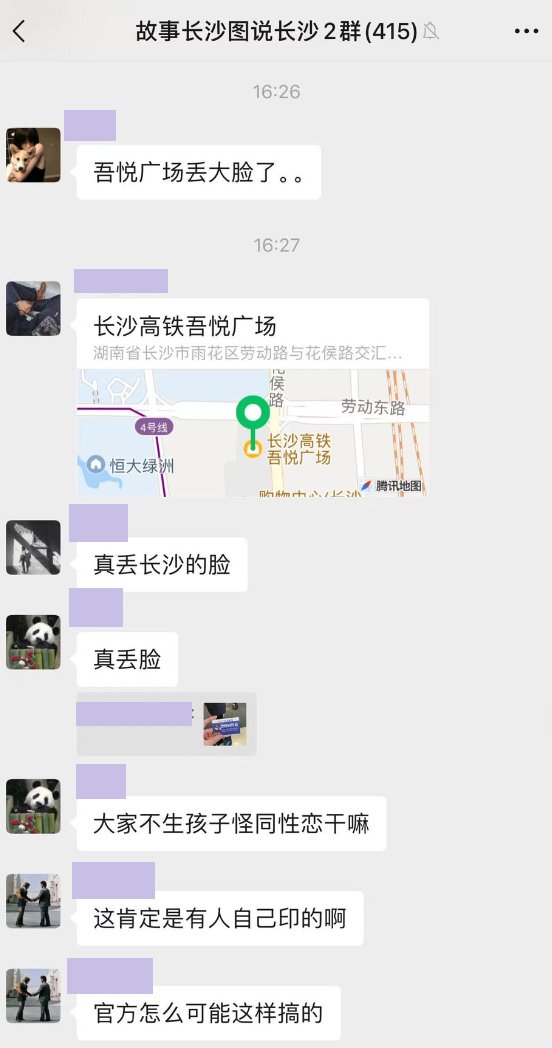 故事长沙图说长沙2群(415)
16:26
吾悦广场丢大脸了。。
16:27
长沙高铁吾悦广场
湖南省长沙市雨花区劳动路与花侯路交汇...
花侯路
劳动东路
4号线
长沙高铁
吾悦广场
恒大绿洲
购物中心(长沙
腾讯地图
真丢长沙的脸
真丢脸
:
大家不生孩子怪同性恋干嘛
这肯定是有人自己印的啊
官方怎么可能这样搞的